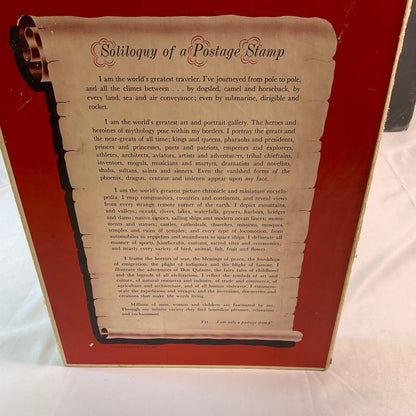 Soliloquy of a Postage Stamp
I am the world's greatest traveler. I've journeyed from pole to pole,
and all the climes between . . . by dogsled, camel and horseback, by
every land, sea and air conveyance; even by submarine, dirigible and
rocket.
I am the world's greatest art and portrait gallery. The heroes and
heroines of mythology pose within my borders. I portray the greats and
the near-greats of all time; kings and queens, pharaohs and presidents,
princes and princesses, poets and patriots, emperors and explorers,
athletes, architects, aviators, artists and adventurers, tribal chieftains,
inventors, moguls, musicians and martyrs, dramatists and novelists,
shahs, sultans, saints and sinners. Even the vanished forms of the
phoenix, dragon, centaur and unicorn appear upon my face.
I am the world's greatest picture chronicle and miniature encyclo-
pedia. I map communities, countries and continents, and reveal views
from every strange remote corner of the earth. I depict mountains,
and valleys; oceans, rivers, lakes, waterfalls, geysers, harbors, bridges
and dams; native canoes, sailing ships and modern ocean liners; monu-
ments and statues; castles, cathedrals, churches, missions, mosques,
temples and ruins of temples; and every type of locomotion, from
automobiles to zeppelins and steamboats to space ships. I illustrate all
manner of sports, handicrafts, customs, sacred rites and ceremonies;
and nearly every variety of bird, animal, fish, fruit and flower.
I frame the horrors of war, the blessings of peace, the hardships
of emigration, the plight of indigence and the blight of famine. I
illustrate the adventures of Don Quixote, the fairy tales of childhood
and the legends of all civilizations. I reflect the symbols of art and
culture, of natural resources and industry, of trade and commerce, of
agriculture and architecture, and of all human endeavor. I commem-
orate the expeditions and voyages, and the inventions, discoveries and
creations that make life worth living.
Millions of men, women and children are fascinated by me.
Through my infinite variety they find boundless pleasure, relaxation
and enchantment.
Yet . . . I am only a postage stamp!